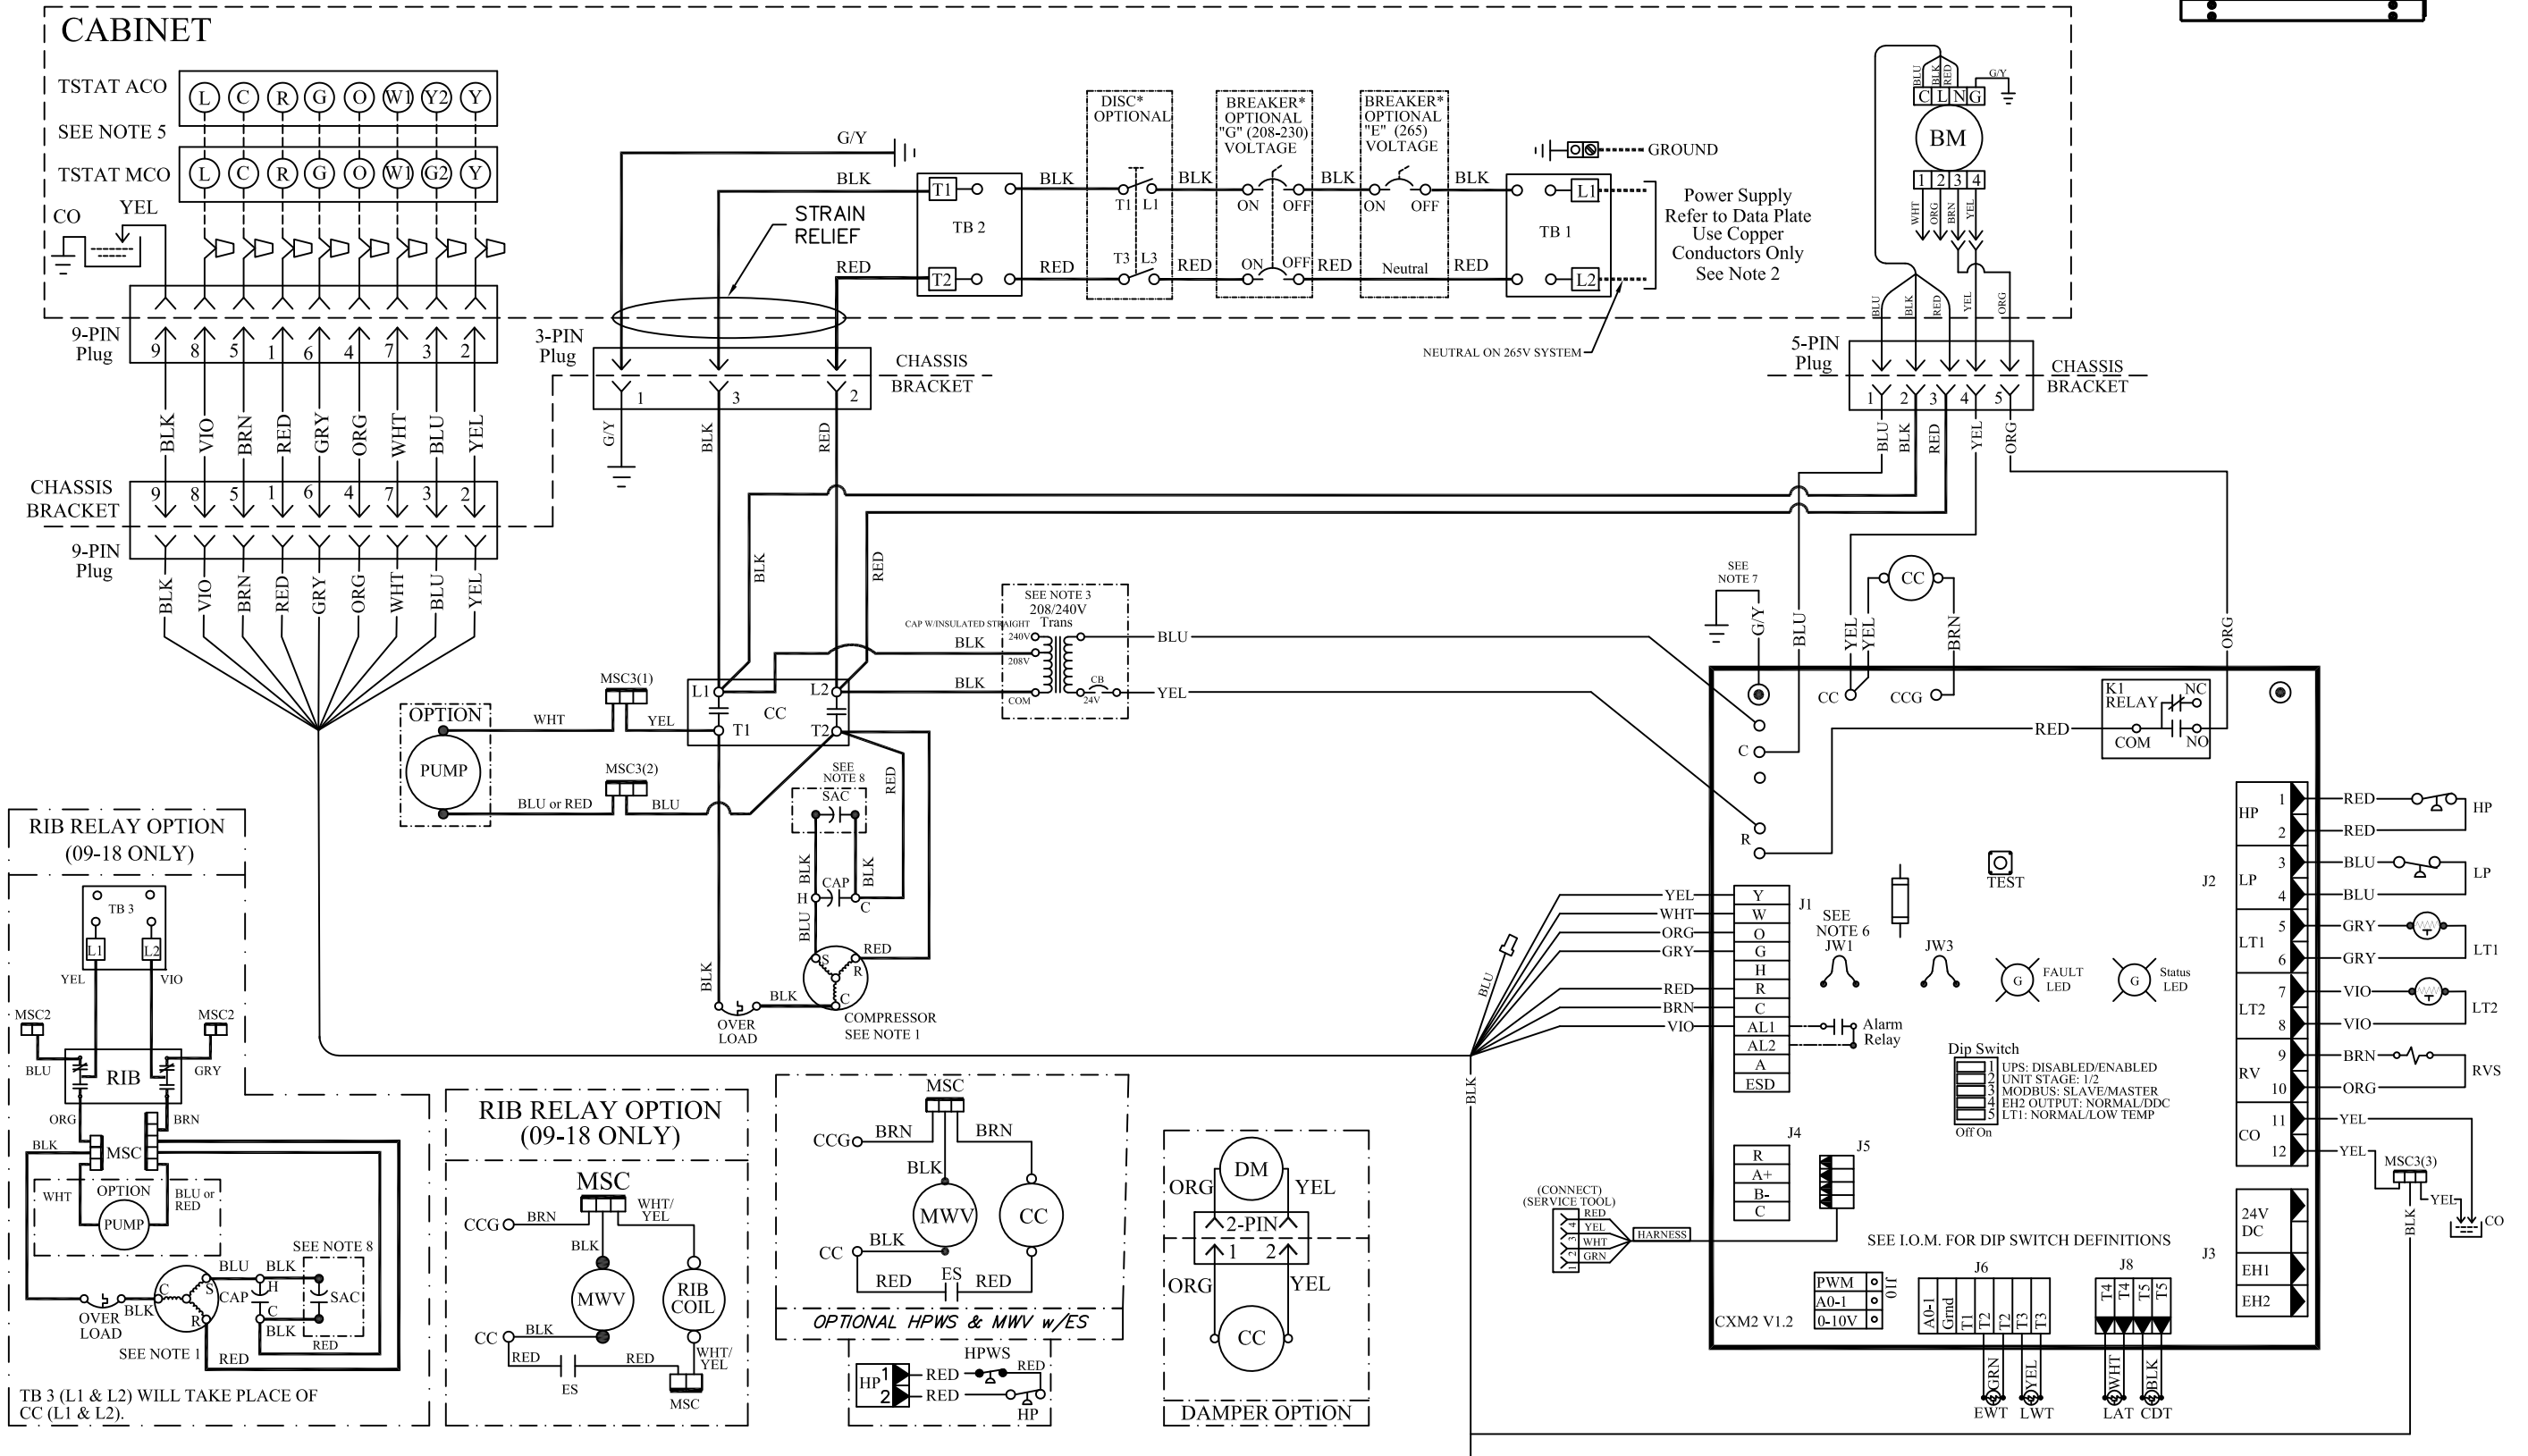 CABINET
TSTAT ACO
L C R G O W1 Y2 Y
SEE NOTE 5
TSTAT MCO
L C R G O W1 G2 Y
CO
YEL
9-PIN
Plug
9 8 5 1 6 4 7 3 2
BLK VIO BRN RED GRY ORG WHT BLU YEL
CHASSIS
BRACKET
9 8 5 1 6 4 7 3 2
9-PIN
Plug
BLK VIO BRN RED GRY ORG WHT BLU YEL
G/Y
BLK
STRAIN
RELIEF
RED
T1
TB 2
T2
BLK
RED
DISC*
OPTIONAL
T1 L1
T3 L3
BLK
RED
BREAKER*
OPTIONAL
"G" (208-230)
VOLTAGE
ON OFF
ON OFF
BLK
RED
BREAKER*
OPTIONAL
"E" (265)
VOLTAGE
ON OFF
Neutral
BLK
RED
GROUND
L1
TB 1
L2
Power Supply
Refer to Data Plate
Use Copper
Conductors Only
See Note 2
NEUTRAL ON 265V SYSTEM
3-PIN
Plug
1 3 2
CHASSIS
BRACKET
G/Y
BLK
RED
BLU BLK RED
G/Y
C L N G
BM
1 2 3 4
WHT ORG BRN YEL
BLU BLK RED YEL ORG
5-PIN
Plug
1 2 3 4 5
CHASSIS
BRACKET
BLU BLK RED YEL ORG
BLK
RED
SEE NOTE 3
208/240V
Trans
CAP W/INSULATED STRAIGHT
240V
208V
COM
CB
24V
BLK
BLK
BLU
YEL
L1 L2
CC
T1 T2
MSC3(1)
WHT
YEL
OPTION
PUMP
MSC3(2)
BLU or RED
BLU
SEE
NOTE 8
SAC
RED
BLK
BLK
CAP
H C
BLU
RED
S R C
BLK
BLK
OVER
LOAD
COMPRESSOR
SEE NOTE 1
SEE
NOTE 7
G/Y
BLU
YEL
YEL
CC
BRN
ORG
CC
CCG
K1
RELAY
NC
COM
NO
RED
C
R
TEST
YEL
WHT
ORG
GRY
RED
BRN
VIO
BLU
BLK
Y
W
O
G
H
R
C
AL1
AL2
A
ESD
J1
SEE
NOTE 6
JW1
JW3
G
FAULT
LED
G
Status
LED
Alarm
Relay
Dip Switch
1 UPS: DISABLED/ENABLED
2 UNIT STAGE: 1/2
3 MODBUS: SLAVE/MASTER
4 EH2 OUTPUT: NORMAL/DDC
5 LT1: NORMAL/LOW TEMP
Off On
J4
R
A+
B-
C
J5
(CONNECT)
(SERVICE TOOL)
4 3 2 1
RED
YEL
WHT
GRN
HARNESS
SEE I.O.M. FOR DIP SWITCH DEFINITIONS
CXM2 V1.2
PWM
A0-1
0-10V
J10
J6
A0-1 Grnd T1 T2 T2 T3 T3
GRN
YEL
EWT LWT
J8
T4 T4 T5 T5
WHT
BLK
LAT CDT
J2
HP
1 RED
2 RED
HP
LP
3 BLU
4 BLU
LP
LT1
5 GRY
6 GRY
LT1
LT2
7 VIO
8 VIO
LT2
RV
9 BRN
10 ORG
RVS
CO
11 YEL
12 YEL
MSC3(3)
YEL
BLK
CO
J3
24V
DC
EH1
EH2
RIB RELAY OPTION
(09-18 ONLY)
TB 3
L1 L2
YEL VIO
MSC2 MSC2
BLU GRY
RIB
ORG BRN
BLK
MSC
WHT
OPTION
BLU or
RED
PUMP
SEE NOTE 8
BLU BLK
C S R
H
CAP
C
SAC
BLK
BLK
RED
OVER
LOAD
SEE NOTE 1
RED
TB 3 (L1 & L2) WILL TAKE PLACE OF
CC (L1 & L2).
RIB RELAY OPTION
(09-18 ONLY)
MSC
CCG
BRN
WHT/
YEL
BLK
MWV
RIB
COIL
CC
BLK
RED
ES
RED
WHT/
YEL
MSC
MSC
CCG
BRN
BRN
BLK
MWV
CC
CC
BLK
RED
ES
RED
OPTIONAL HPWS & MWV w/ES
HPWS
HP
1 RED
2 RED
RED
HP
DM
ORG YEL
2-PIN
1 2
ORG YEL
CC
DAMPER OPTION